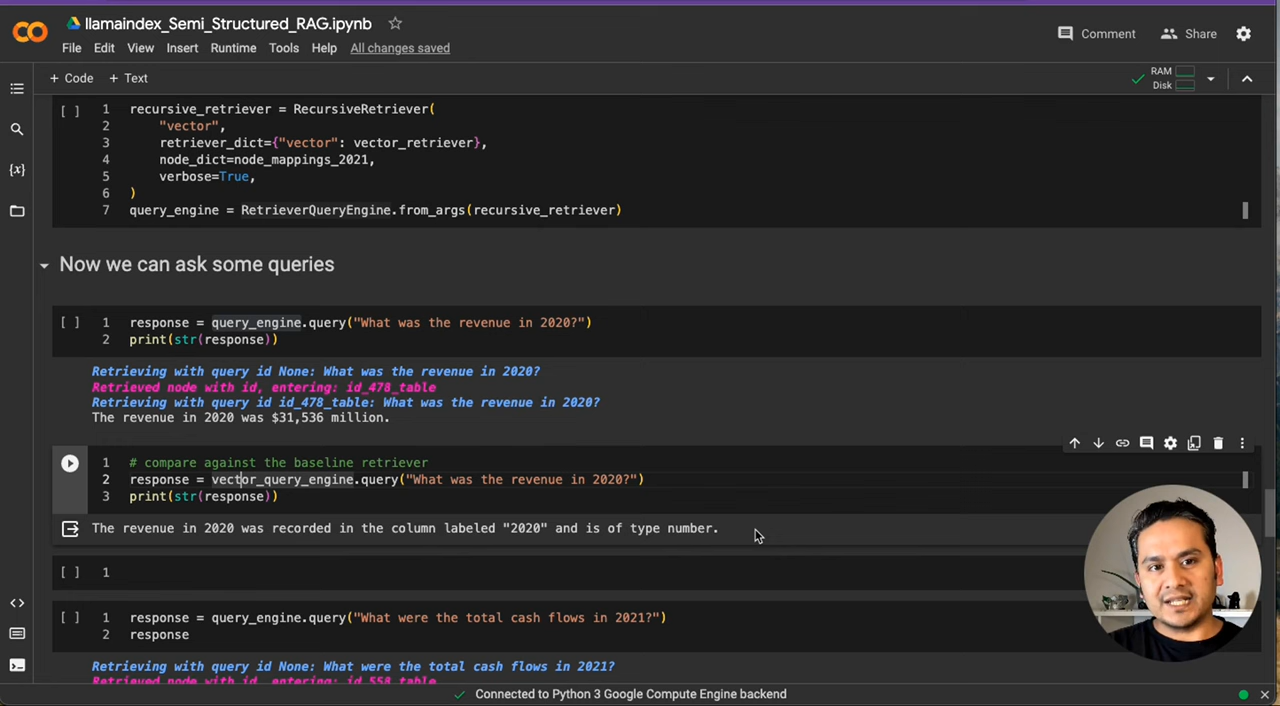 llamaindex_Semi_Structured_RAG.ipynb
File Edit View Insert Runtime Tools Help All changes saved
Comment Share
+ Code + Text
RAM
Disk
[ ] 1 recursive_retriever = RecursiveRetriever(
2 "vector",
3 retriever_dict={"vector": vector_retriever},
4 node_dict=node_mappings_2021,
5 verbose=True,
6 )
7 query_engine = RetrieverQueryEngine.from_args(recursive_retriever)
Now we can ask some queries
[ ] 1 response = query_engine.query("What was the revenue in 2020?")
2 print(str(response))
Retrieving with query id None: What was the revenue in 2020?
Retrieved node with id, entering: id_478_table
Retrieving with query id id_478_table: What was the revenue in 2020?
The revenue in 2020 was $31,536 million.
1 # compare against the baseline retriever
2 response = vector_query_engine.query("What was the revenue in 2020?")
3 print(str(response))
The revenue in 2020 was recorded in the column labeled "2020" and is of type number.
[ ] 1
[ ] 1 response = query_engine.query("What were the total cash flows in 2021?")
2 response
Retrieving with query id None: What were the total cash flows in 2021?
Retrieved node with id, entering: id_558_table
Connected to Python 3 Google Compute Engine backend